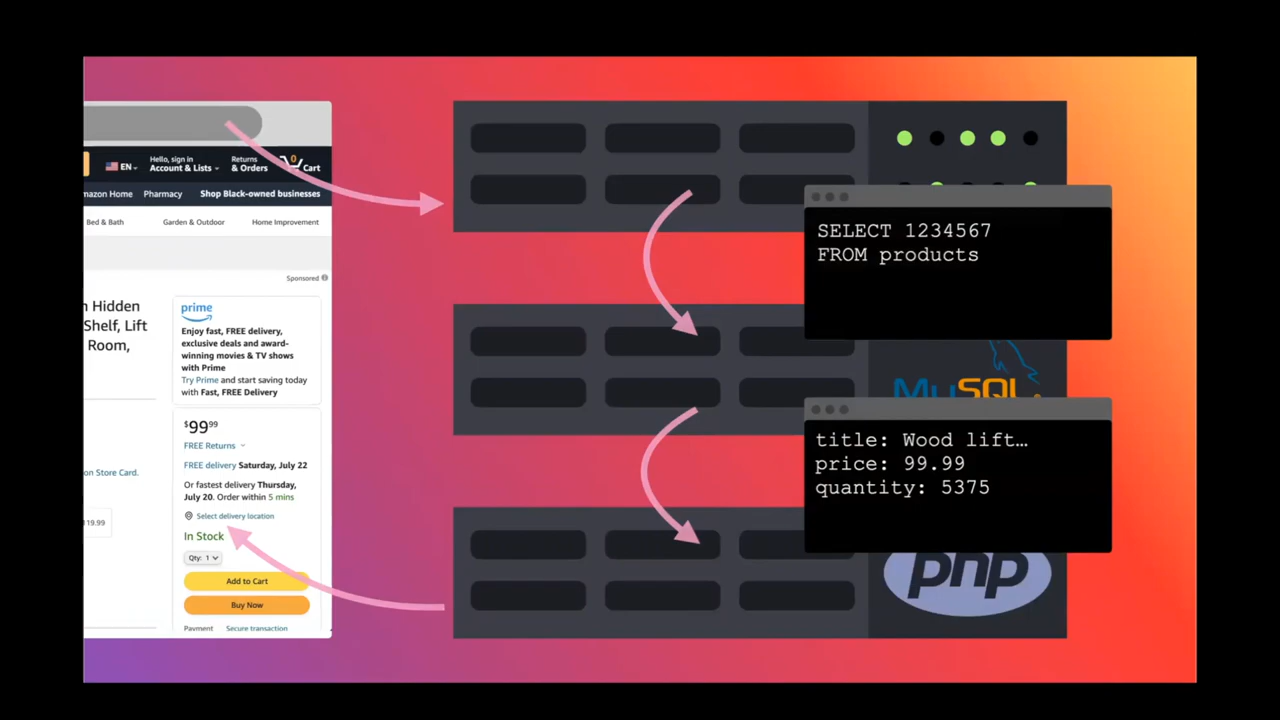 EN
Hello, sign in
Account & Lists
Returns
& Orders
0
Cart
mazon Home
Pharmacy
Shop Black-owned businesses
Bed & Bath
Garden & Outdoor
Home Improvement
Sponsored
n Hidden
Shelf, Lift
Room,
prime
Enjoy fast, FREE delivery,
exclusive deals and award-
winning movies & TV shows
with Prime
Try Prime and start saving today
with Fast, FREE Delivery
$99⁹⁹
FREE Returns
FREE delivery Saturday, July 22
Or fastest delivery Thursday,
July 20. Order within 5 mins
on Store Card.
Select delivery location
119.99
In Stock
Qty: 1
Add to Cart
Buy Now
Payment
Secure transaction
SELECT 1234567
FROM products
MySQL
title: Wood lift…
price: 99.99
quantity: 5375
php